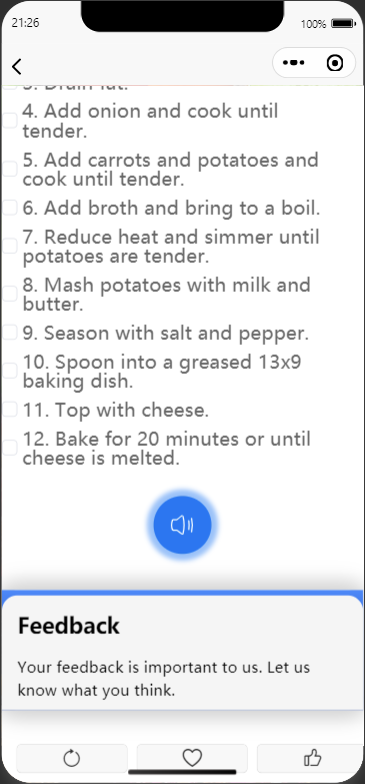 21:26
100%
3. Drain fat.
4. Add onion and cook until
tender.
5. Add carrots and potatoes and
cook until tender.
6. Add broth and bring to a boil.
7. Reduce heat and simmer until
potatoes are tender.
8. Mash potatoes with milk and
butter.
9. Season with salt and pepper.
10. Spoon into a greased 13x9
baking dish.
11. Top with cheese.
12. Bake for 20 minutes or until
cheese is melted.
Feedback
Your feedback is important to us. Let us
know what you think.